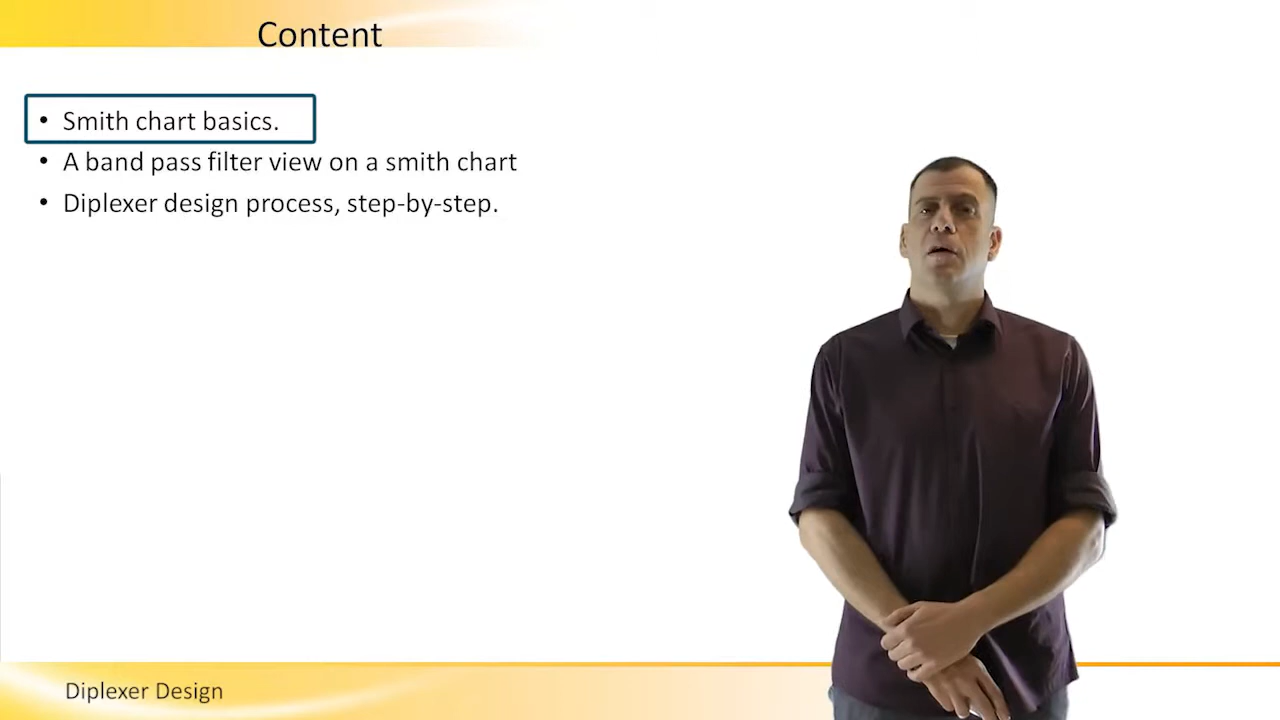 Content
• Smith chart basics.
• A band pass filter view on a smith chart
• Diplexer design process, step-by-step.
Diplexer Design